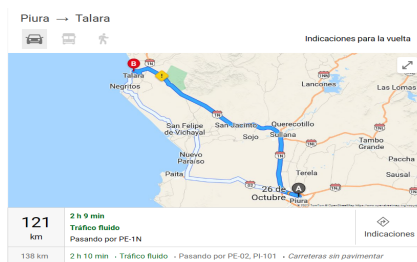 Piura → Talara
Indicaciones para la vuelta
B
Talara
Negritos
Lancones
Las Lomas
San Felipe
de Vichayal
San Jacinto
Querecotillo
Sojo
Sullana
Tambo
Grande
Nuevo
Paraíso
Paccha
Paita
Terela
Sausal
26 de
Octubre
A
Piura
121
km
2 h 9 min
Tráfico fluido
Pasando por PE-1N
Indicaciones
138 km
2 h 10 min • Tráfico fluido • Pasando por PE-02, PI-101 • Carreteras sin pavimentar